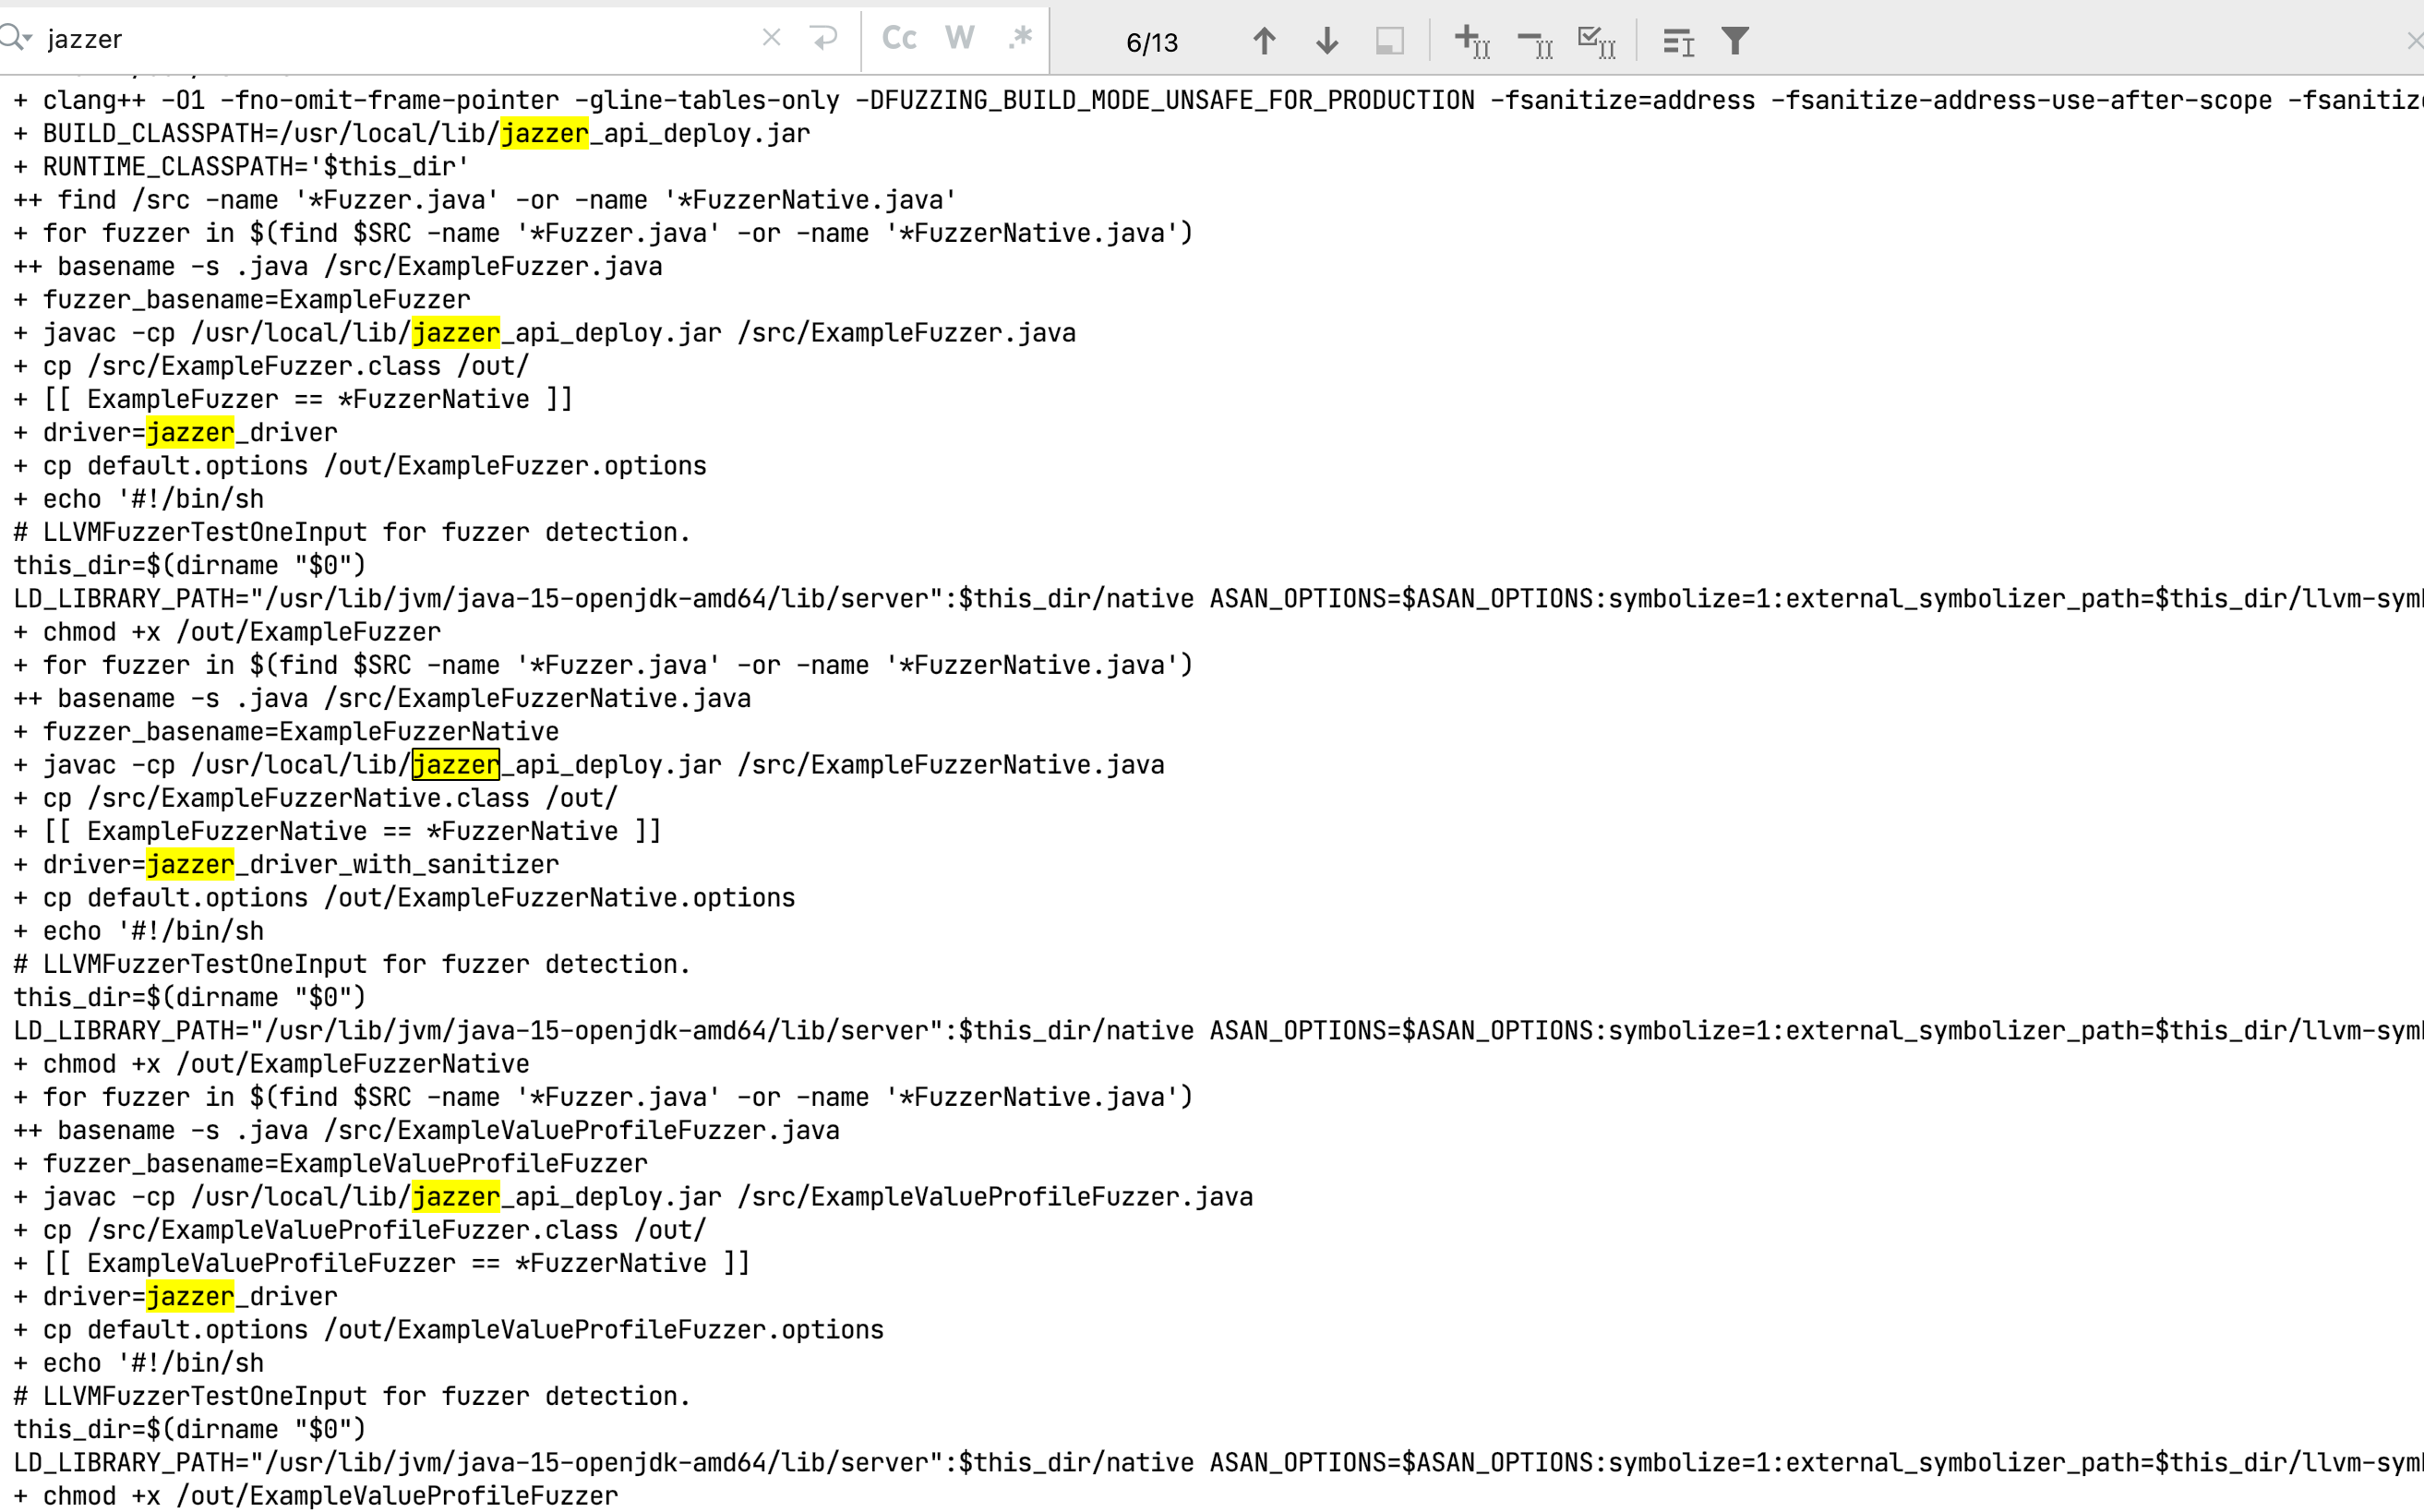 jazzer
Cc W .* 6/13
+ clang++ -O1 -fno-omit-frame-pointer -gline-tables-only -DFUZZING_BUILD_MODE_UNSAFE_FOR_PRODUCTION -fsanitize=address -fsanitize-address-use-after-scope -fsanitiz
+ BUILD_CLASSPATH=/usr/local/lib/jazzer_api_deploy.jar
+ RUNTIME_CLASSPATH='$this_dir'
++ find /src -name '*Fuzzer.java' -or -name '*FuzzerNative.java'
+ for fuzzer in $(find $SRC -name '*Fuzzer.java' -or -name '*FuzzerNative.java')
++ basename -s .java /src/ExampleFuzzer.java
+ fuzzer_basename=ExampleFuzzer
+ javac -cp /usr/local/lib/jazzer_api_deploy.jar /src/ExampleFuzzer.java
+ cp /src/ExampleFuzzer.class /out/
+ [[ ExampleFuzzer == *FuzzerNative ]]
+ driver=jazzer_driver
+ cp default.options /out/ExampleFuzzer.options
+ echo '#!/bin/sh
# LLVMFuzzerTestOneInput for fuzzer detection.
this_dir=$(dirname "$0")
LD_LIBRARY_PATH="/usr/lib/jvm/java-15-openjdk-amd64/lib/server":$this_dir/native ASAN_OPTIONS=$ASAN_OPTIONS:symbolize=1:external_symbolizer_path=$this_dir/llvm-sym
+ chmod +x /out/ExampleFuzzer
+ for fuzzer in $(find $SRC -name '*Fuzzer.java' -or -name '*FuzzerNative.java')
++ basename -s .java /src/ExampleFuzzerNative.java
+ fuzzer_basename=ExampleFuzzerNative
+ javac -cp /usr/local/lib/jazzer_api_deploy.jar /src/ExampleFuzzerNative.java
+ cp /src/ExampleFuzzerNative.class /out/
+ [[ ExampleFuzzerNative == *FuzzerNative ]]
+ driver=jazzer_driver_with_sanitizer
+ cp default.options /out/ExampleFuzzerNative.options
+ echo '#!/bin/sh
# LLVMFuzzerTestOneInput for fuzzer detection.
this_dir=$(dirname "$0")
LD_LIBRARY_PATH="/usr/lib/jvm/java-15-openjdk-amd64/lib/server":$this_dir/native ASAN_OPTIONS=$ASAN_OPTIONS:symbolize=1:external_symbolizer_path=$this_dir/llvm-sym
+ chmod +x /out/ExampleFuzzerNative
+ for fuzzer in $(find $SRC -name '*Fuzzer.java' -or -name '*FuzzerNative.java')
++ basename -s .java /src/ExampleValueProfileFuzzer.java
+ fuzzer_basename=ExampleValueProfileFuzzer
+ javac -cp /usr/local/lib/jazzer_api_deploy.jar /src/ExampleValueProfileFuzzer.java
+ cp /src/ExampleValueProfileFuzzer.class /out/
+ [[ ExampleValueProfileFuzzer == *FuzzerNative ]]
+ driver=jazzer_driver
+ cp default.options /out/ExampleValueProfileFuzzer.options
+ echo '#!/bin/sh
# LLVMFuzzerTestOneInput for fuzzer detection.
this_dir=$(dirname "$0")
LD_LIBRARY_PATH="/usr/lib/jvm/java-15-openjdk-amd64/lib/server":$this_dir/native ASAN_OPTIONS=$ASAN_OPTIONS:symbolize=1:external_symbolizer_path=$this_dir/llvm-sym
+ chmod +x /out/ExampleValueProfileFuzzer